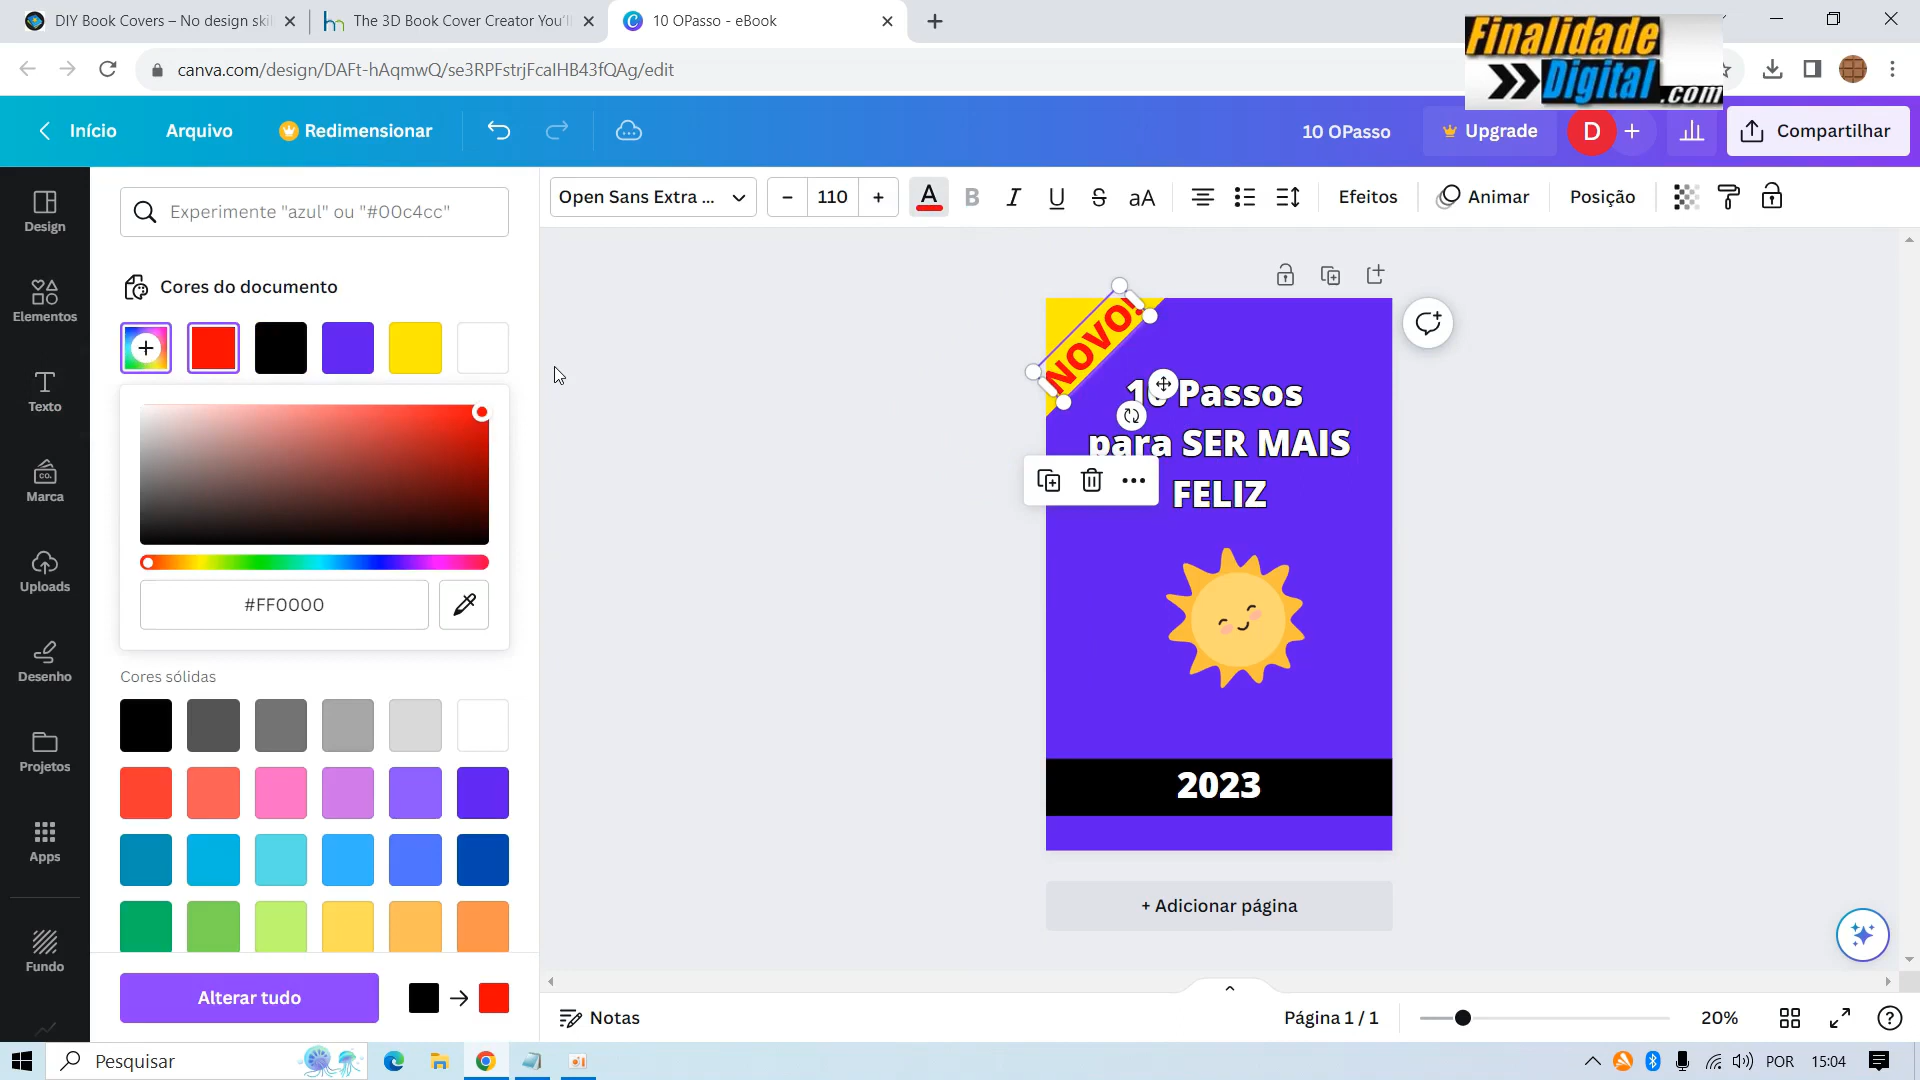 DIY Book Covers – No design skil
The 3D Book Cover Creator You'll
10 OPasso - eBook
Finalidade
Digital.com
canva.com/design/DAFt-hAqmwQ/se3RPFstrjFcaIHB43fQAg/edit
Início
Arquivo
Redimensionar
10 OPasso
Upgrade
D
Compartilhar
Design
Elementos
Texto
Marca
Uploads
Desenho
Projetos
Apps
Fundo
Experimente "azul" ou "#00c4cc"
Cores do documento
#FF0000
Cores sólidas
Alterar tudo
Open Sans Extra ...
110
A
B
I
U
S
aA
Efeitos
Animar
Posição
NOVO!
10 Passos
para SER MAIS
FELIZ
2023
+ Adicionar página
Notas
Página 1 / 1
20%
Pesquisar
POR
15:04